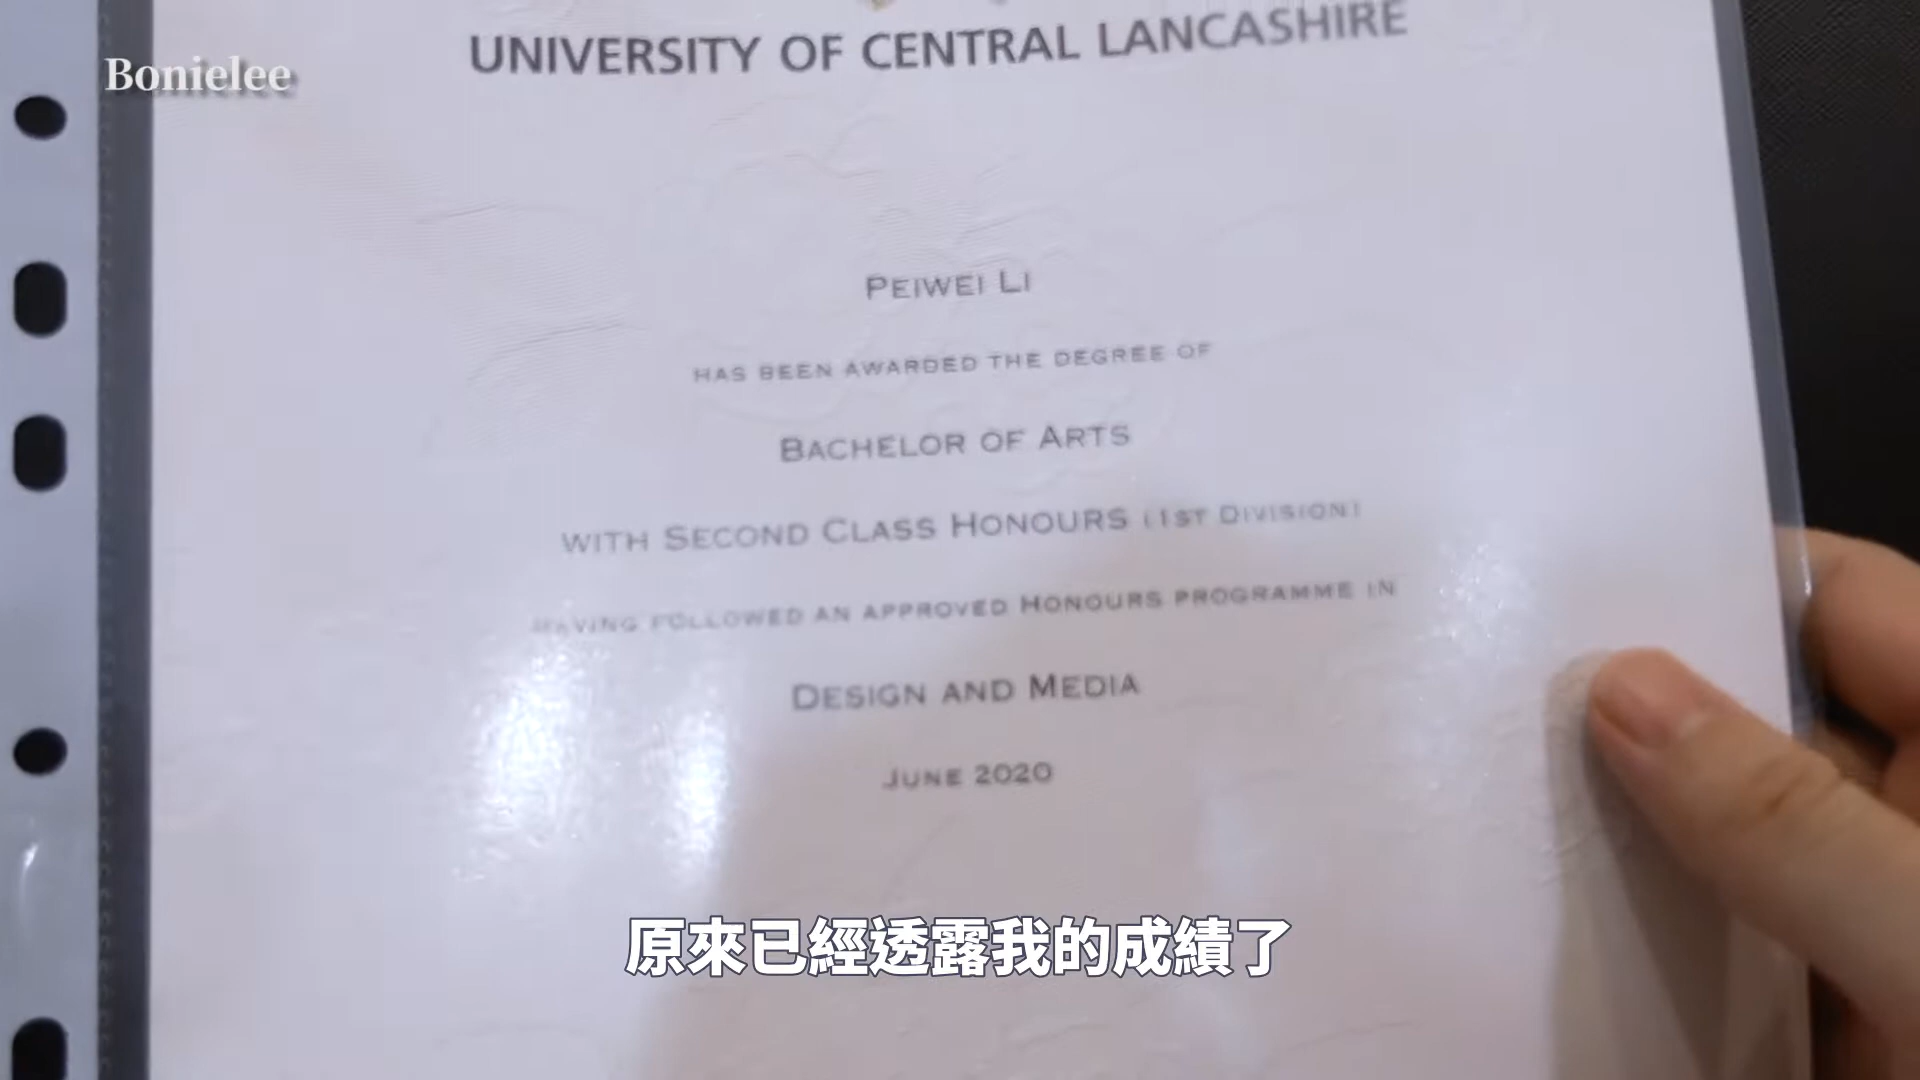 UNIVERSITY OF CENTRAL LANCASHIRE
Bonielee
PEIWEI LI
HAS BEEN AWARDED THE DEGREE OF
BACHELOR OF ARTS
WITH SECOND CLASS HONOURS (1ST DIVISION)
HAVING FOLLOWED AN APPROVED HONOURS PROGRAMME IN
DESIGN AND MEDIA
JUNE 2020
原來已經透露我的成績了